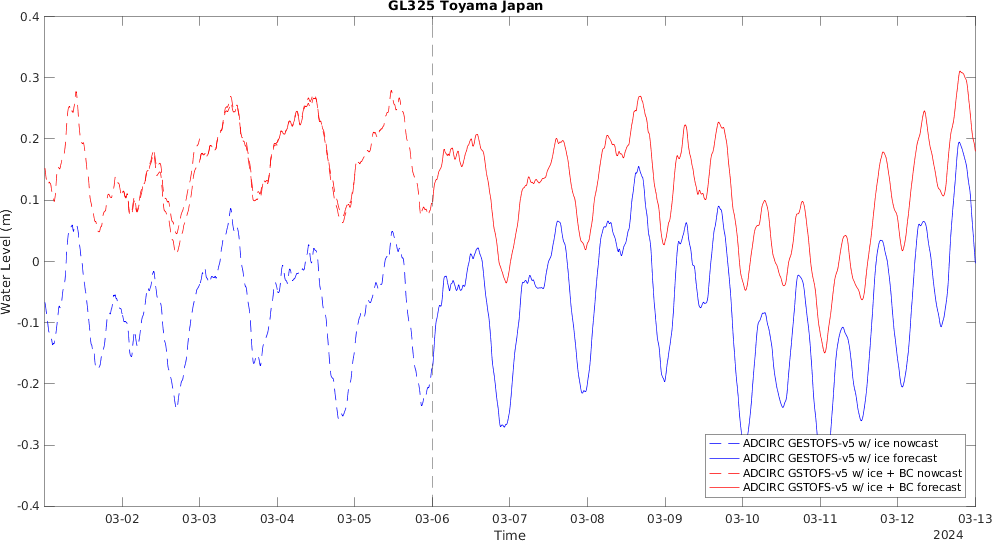 GL325 Toyama Japan
0.4
0.3
0.2
0.1
0
-0.1
-0.2
-0.3
-0.4
Water Level (m)
ADCIRC GESTOFS-v5 w/ ice nowcast
ADCIRC GESTOFS-v5 w/ ice forecast
ADCIRC GSTOFS-v5 w/ ice + BC nowcast
ADCIRC GSTOFS-v5 w/ ice + BC forecast
03-02 03-03 03-04 03-05 03-06 03-07 03-08 03-09 03-10 03-11 03-12 03-13
Time
2024